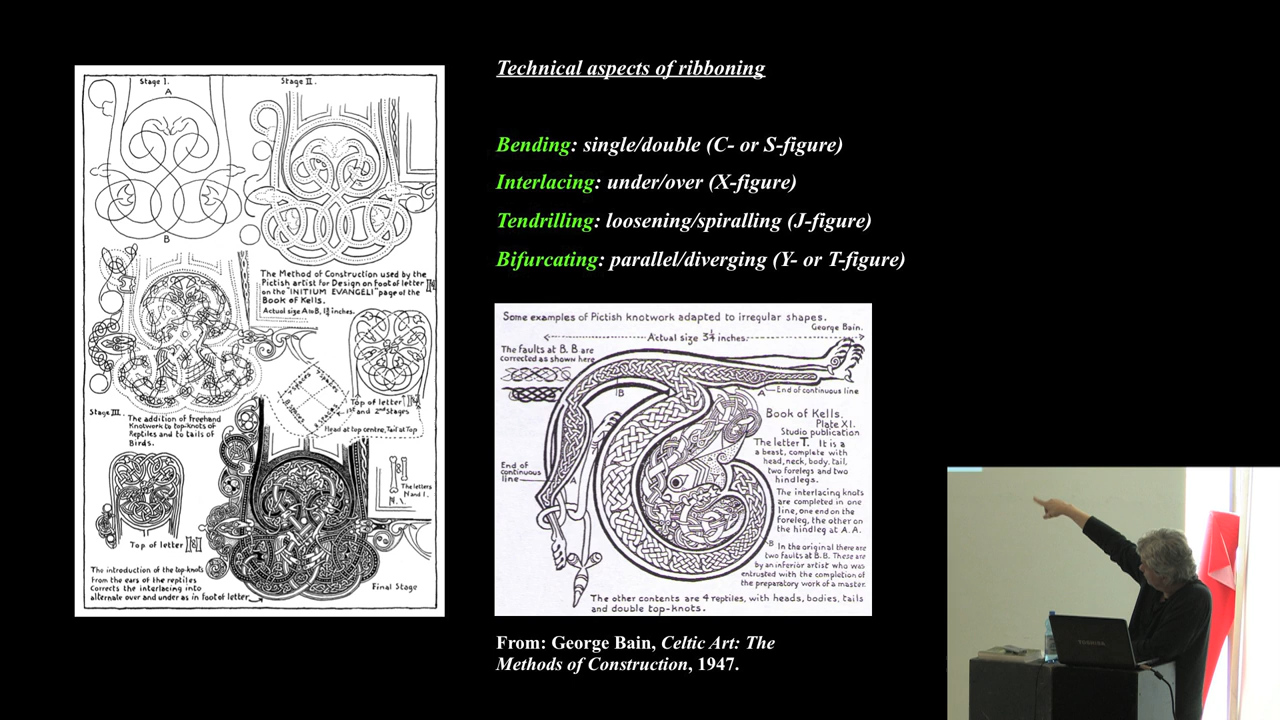 Stage I.
A
B
Stage II.
The Method of Construction used by the
Pictish artist for Design on foot of letter
on the "INITIUM EVANGELI" page of the
Book of Kells.
Actual size A to B, 1¾ inches.
Stage III.
The addition of freehand
Knotwork to top-knots of
Reptiles and to tails of
Birds.
Top of letter
1st and 2nd Stages
Head at top centre, Tail at Top
Top of letter
The letters
N and I.
N.
The introduction of the top-knots
from the ears of the reptiles
Corrects the interlacing into
alternate over and under as in foot of letter
Final Stage
Technical aspects of ribboning
Bending: single/double (C- or S-figure)
Interlacing: under/over (X-figure)
Tendrilling: loosening/spiralling (J-figure)
Bifurcating: parallel/diverging (Y- or T-figure)
Some examples of Pictish knotwork adapted to irregular shapes.
George Bain.
Actual size 3¼ inches.
The faults at B.B are
corrected as shown here
B
A
End of continuous line
Book of Kells.
Plate XI.
Studio publication
The letter T. It is a
a beast, complete with
head, neck, body, tail,
two forelegs and two
hindlegs.
End of
continuous
line
A
The interlacing knots
are completed in one
line, one end on the
foreleg, the other on
the hindleg at A.A.
B
In the original there are
two faults at B.B. These are
by an inferior artist who was
entrusted with the completion of
the preparatory work of a master.
The other contents are 4 reptiles, with heads, bodies, tails
and double top-knots.
From: George Bain, Celtic Art: The
Methods of Construction, 1947.
TOSHIBA